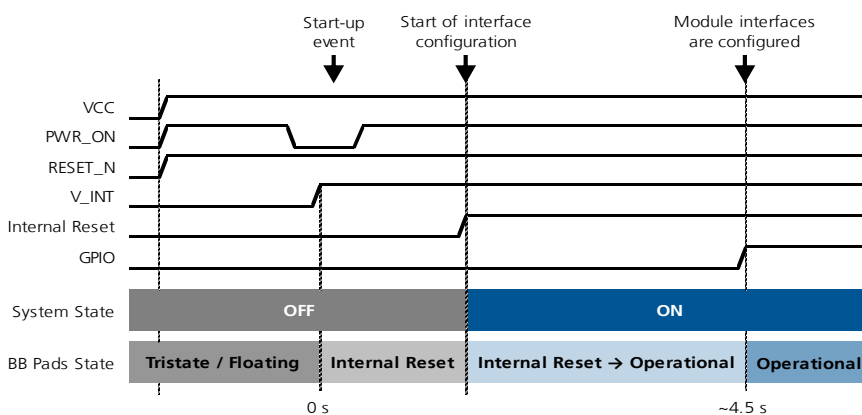 Start-up
event
Start of interface
configuration
Module interfaces
are configured
VCC
PWR_ON
RESET_N
V_INT
Internal Reset
GPIO
System State
OFF
ON
BB Pads State
Tristate / Floating
Internal Reset
Internal Reset → Operational
Operational
0 s
~4.5 s